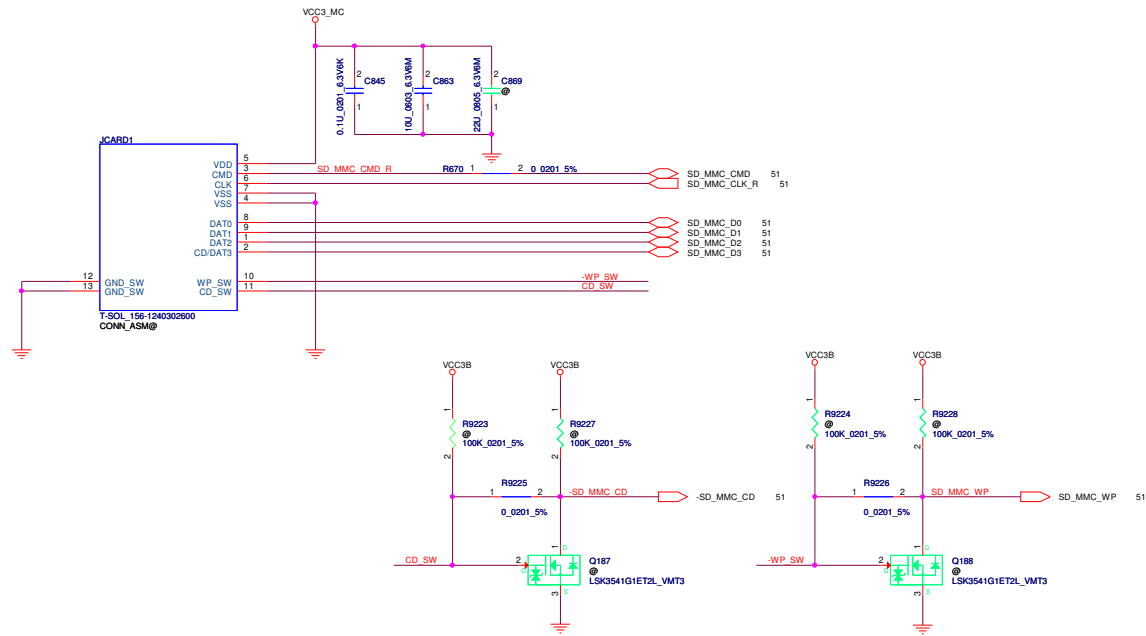 VCC3_MC
0.1U_0201_6.3V6K
2
C845
1
10U_0603_6.3V6M
2
C863
1
22U_0805_6.3V6M
2
C869
@
1
JCARD1
VDD 5
CMD 3 SD_MMC_CMD_R R670 1 2 0_0201_5% SD_MMC_CMD 51
CLK 6 SD_MMC_CLK_R 51
VSS 7
VSS 4
DAT0 8 SD_MMC_D0 51
DAT1 9 SD_MMC_D1 51
DAT2 1 SD_MMC_D2 51
CD/DAT3 2 SD_MMC_D3 51
12 GND_SW WP_SW 10 -WP_SW
13 GND_SW CD_SW 11 CD_SW
T-SOL_156-1240302600
CONN_ASM@
VCC3B
1
R9223
@
100K_0201_5%
2
VCC3B
1
R9227
@
100K_0201_5%
2
R9225
1 2 -SD_MMC_CD -SD_MMC_CD 51
0_0201_5%
CD_SW 2
1 D
Q187
@
LSK3541G1ET2L_VMT3
G
3 S
VCC3B
1
R9224
@
100K_0201_5%
2
VCC3B
1
R9228
@
100K_0201_5%
2
R9226
1 2 SD_MMC_WP SD_MMC_WP 51
0_0201_5%
-WP_SW 2
1 D
Q188
@
LSK3541G1ET2L_VMT3
G
3 S